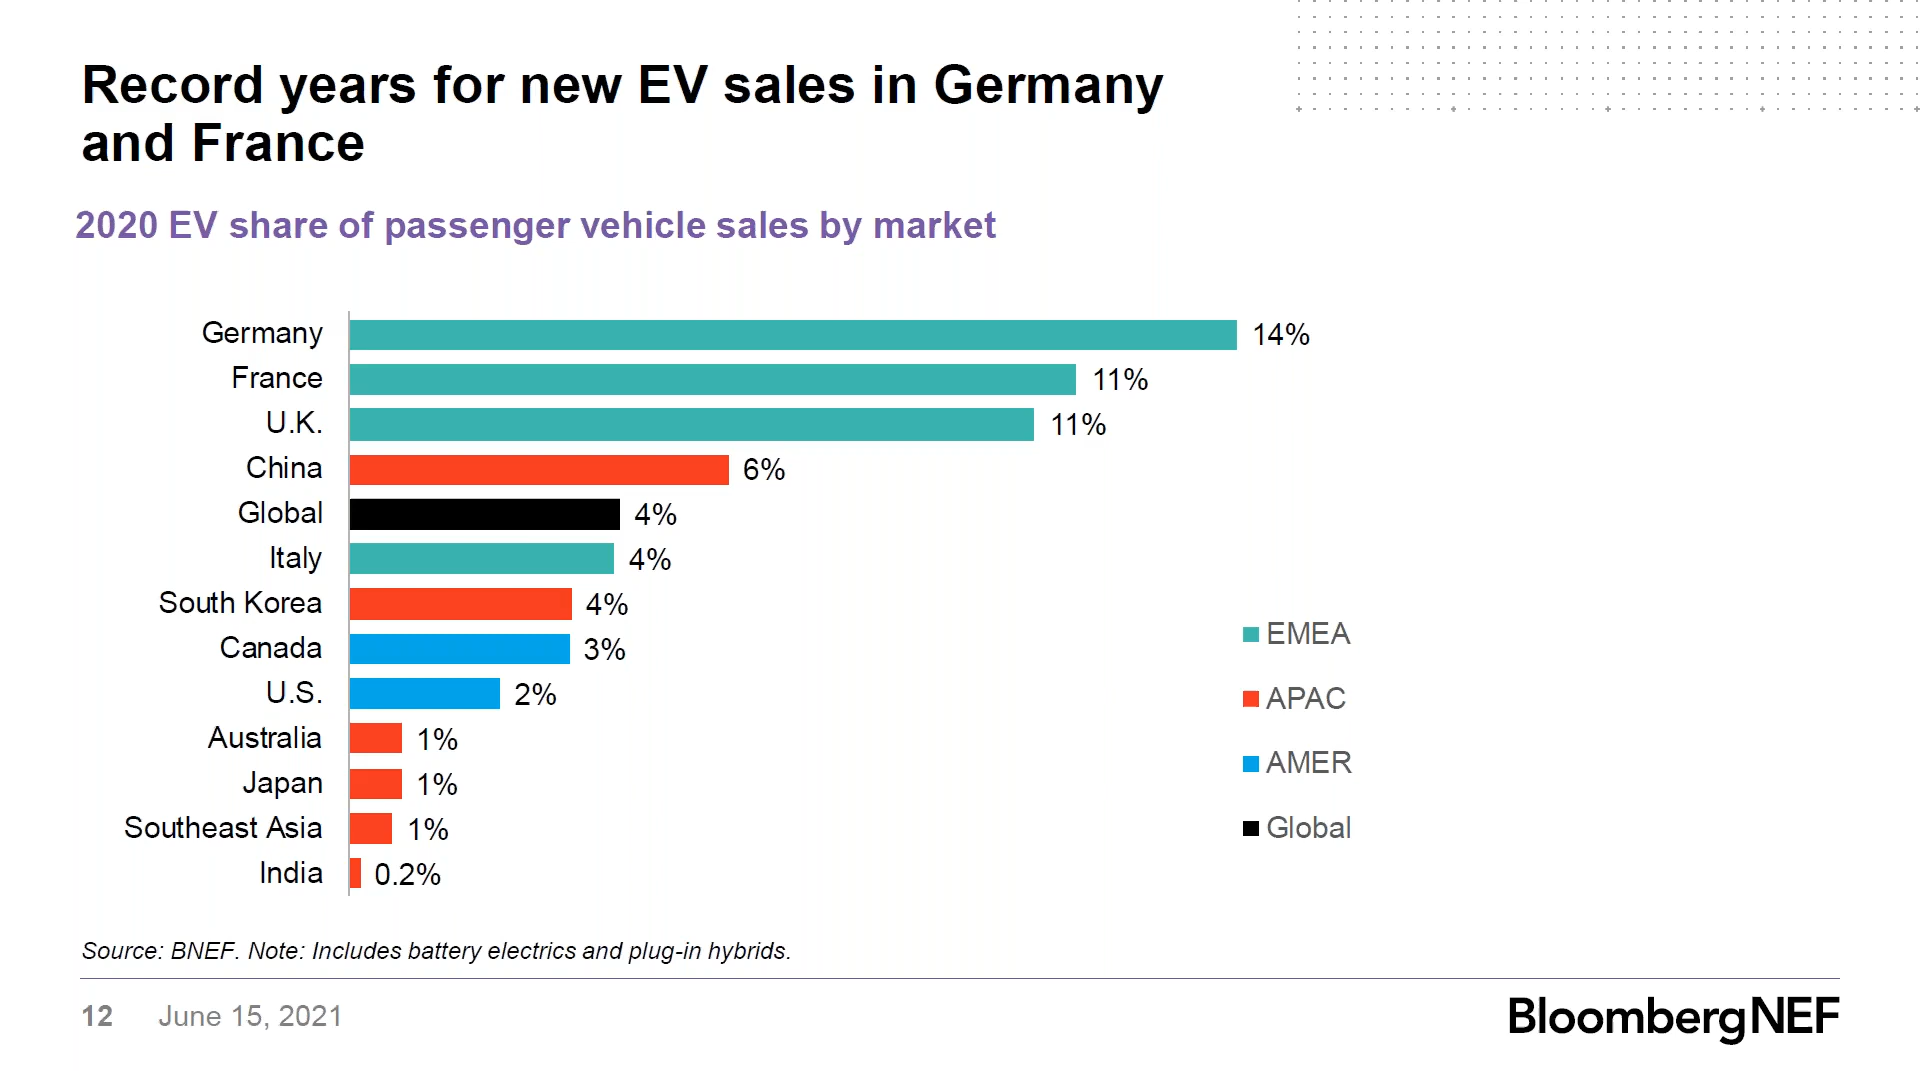 Record years for new EV sales in Germany
and France
2020 EV share of passenger vehicle sales by market
Germany 14%
France 11%
U.K. 11%
China 6%
Global 4%
Italy 4%
South Korea 4%
Canada 3%
U.S. 2%
Australia 1%
Japan 1%
Southeast Asia 1%
India 0.2%
EMEA
APAC
AMER
Global
Source: BNEF. Note: Includes battery electrics and plug-in hybrids.
12 June 15, 2021
BloombergNEF